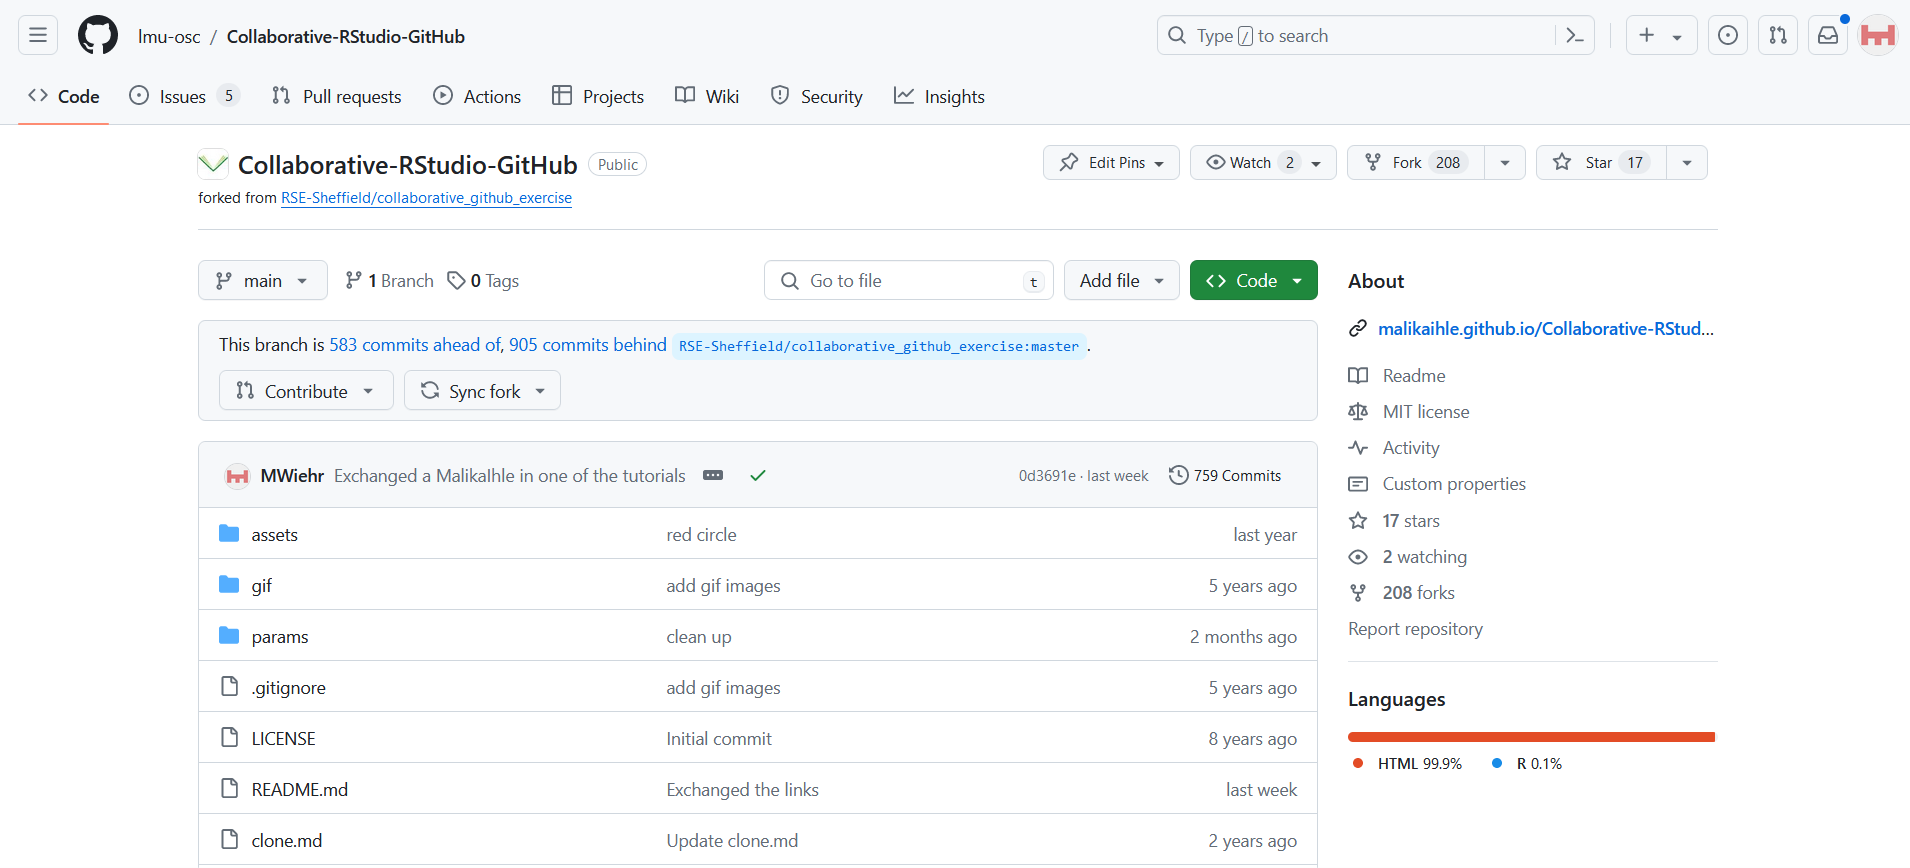 lmu-osc / Collaborative-RStudio-GitHub
Type / to search
Code
Issues 5
Pull requests
Actions
Projects
Wiki
Security
Insights
Collaborative-RStudio-GitHub Public
forked from RSE-Sheffield/collaborative_github_exercise
Edit Pins
Watch 2
Fork 208
Star 17
main
1 Branch
0 Tags
Go to file t
Add file
Code
This branch is 583 commits ahead of, 905 commits behind RSE-Sheffield/collaborative_github_exercise:master .
Contribute
Sync fork
MWiehr Exchanged a MalikaIhle in one of the tutorials
0d3691e · last week
759 Commits
assets red circle last year
gif add gif images 5 years ago
params clean up 2 months ago
.gitignore add gif images 5 years ago
LICENSE Initial commit 8 years ago
README.md Exchanged the links last week
clone.md Update clone.md 2 years ago
About
malikaihle.github.io/Collaborative-RStud...
Readme
MIT license
Activity
Custom properties
17 stars
2 watching
208 forks
Report repository
Languages
HTML 99.9%
R 0.1%